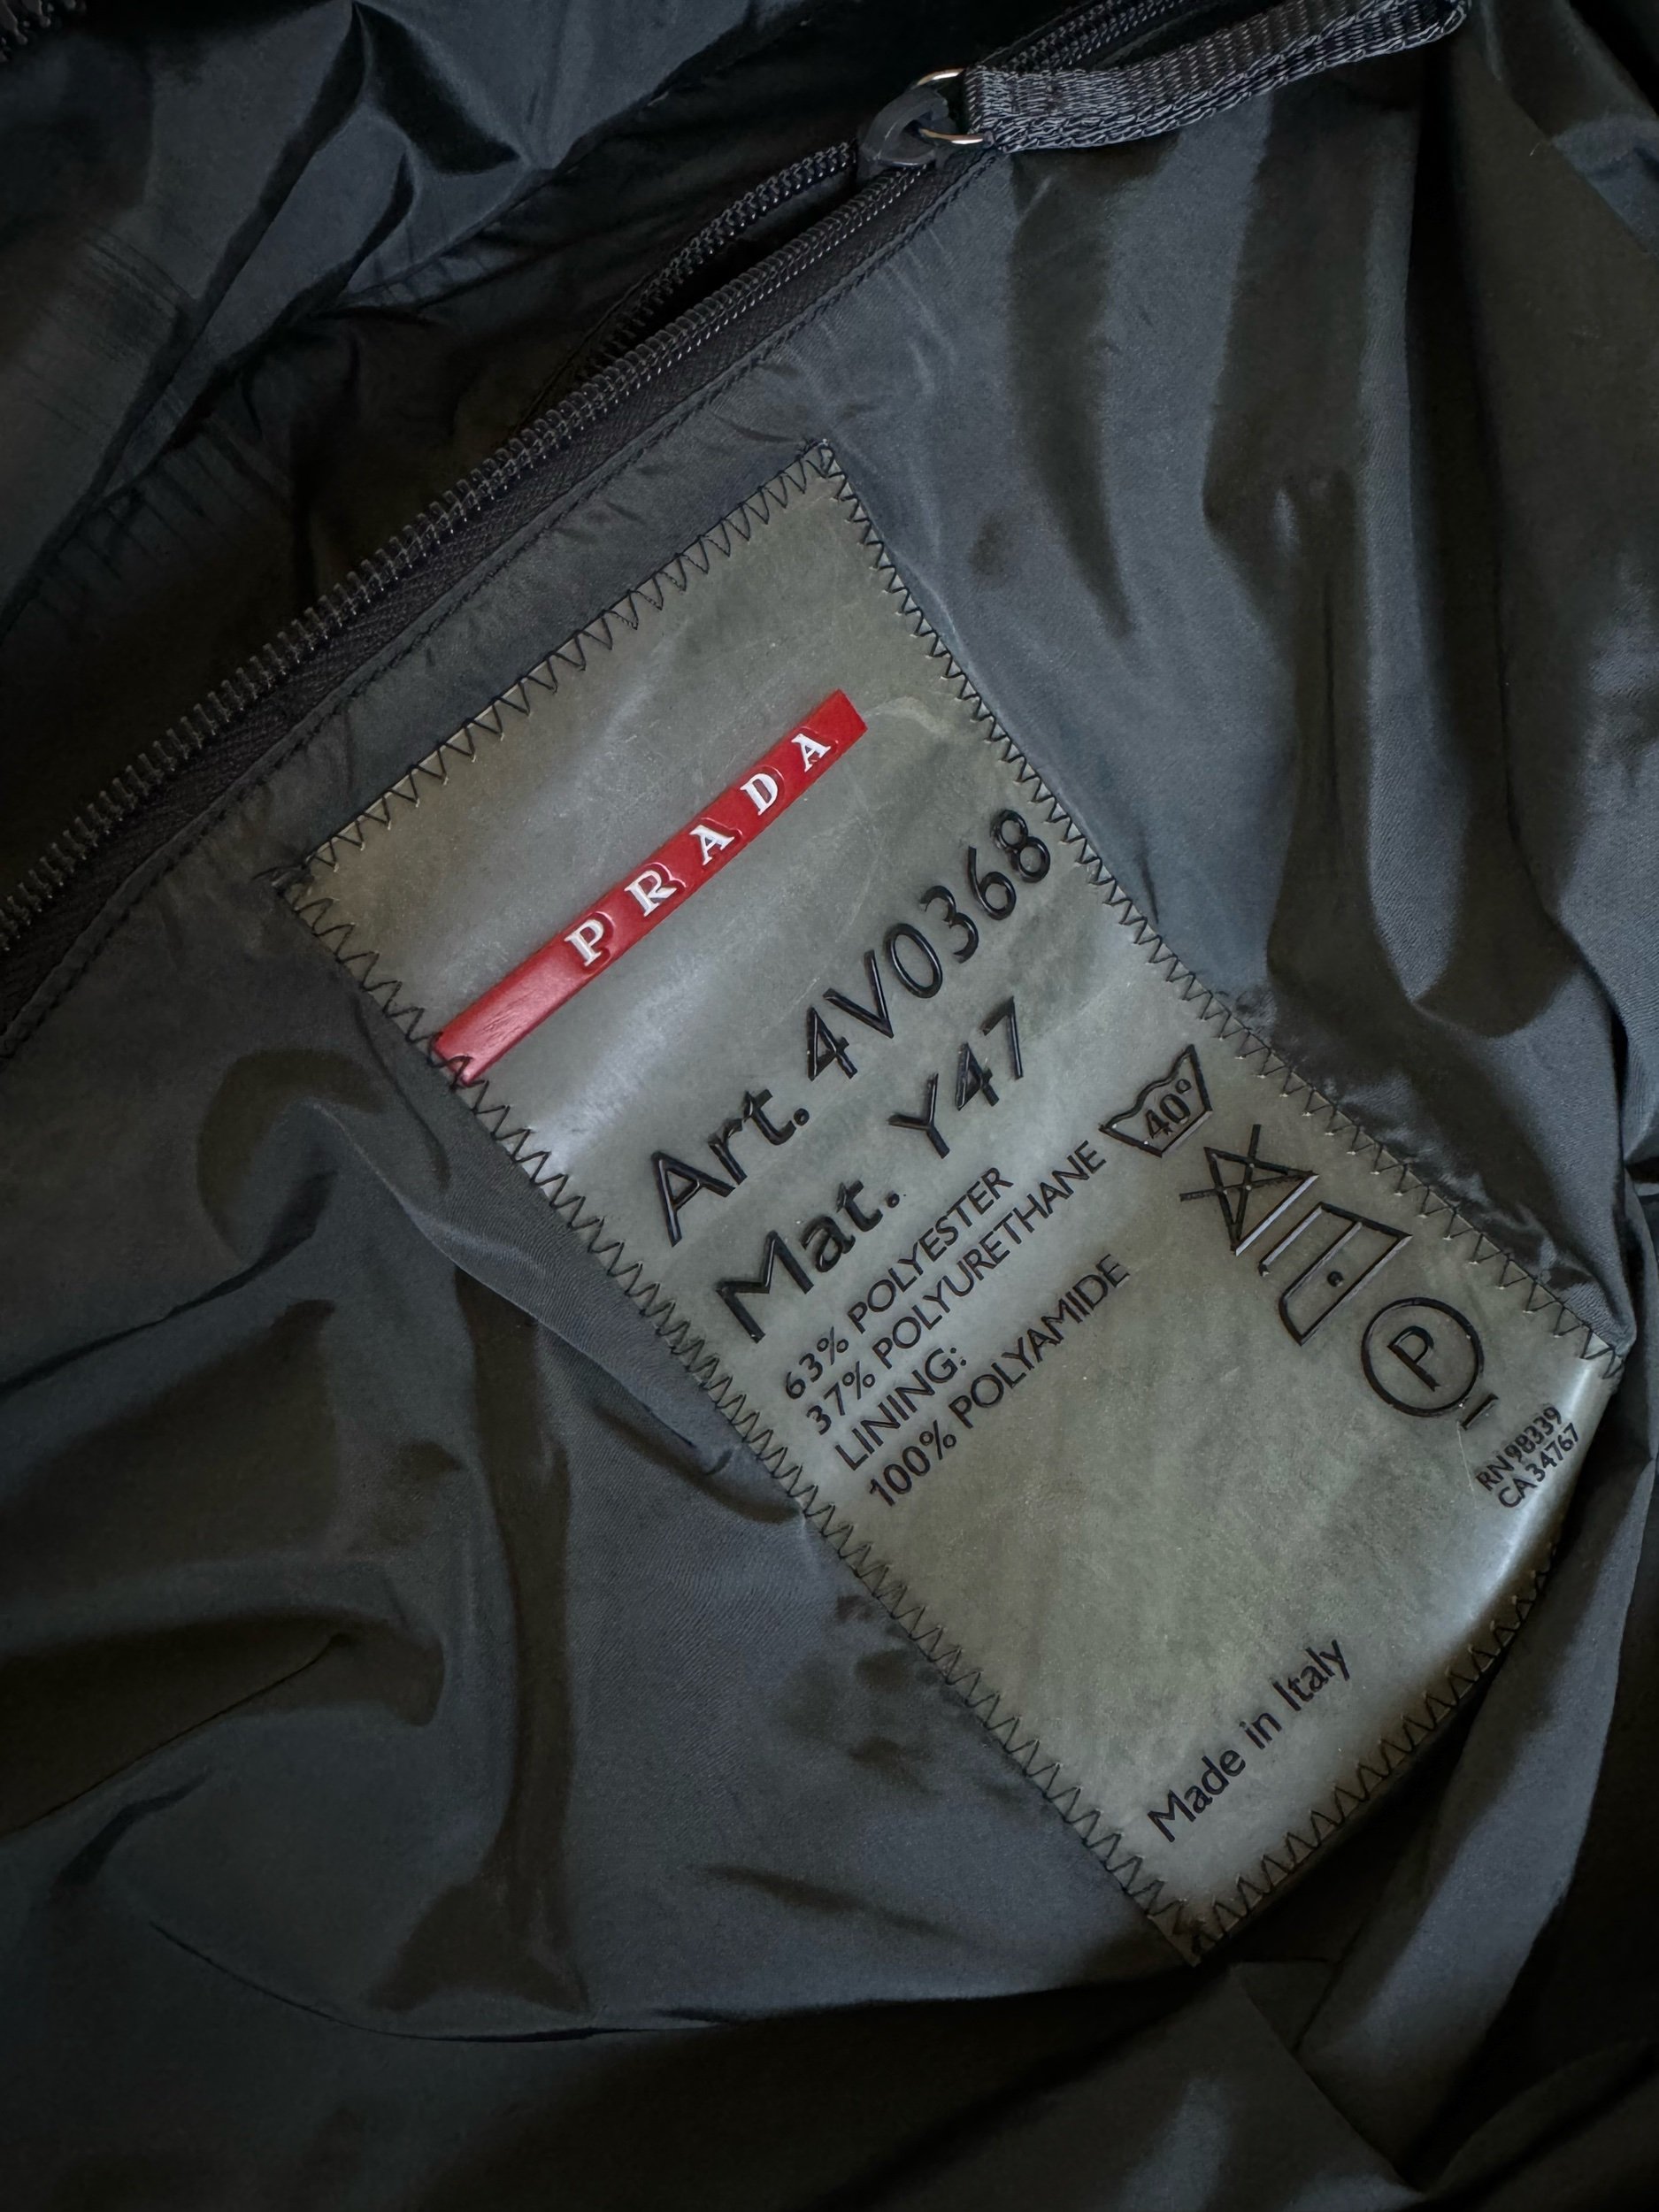 PRADA
Art. 4V0368
Mat. Y47
63% POLYESTER
37% POLYURETHANE
LINING:
100% POLYAMIDE
40°
P
RN98339
CA34767
Made in Italy